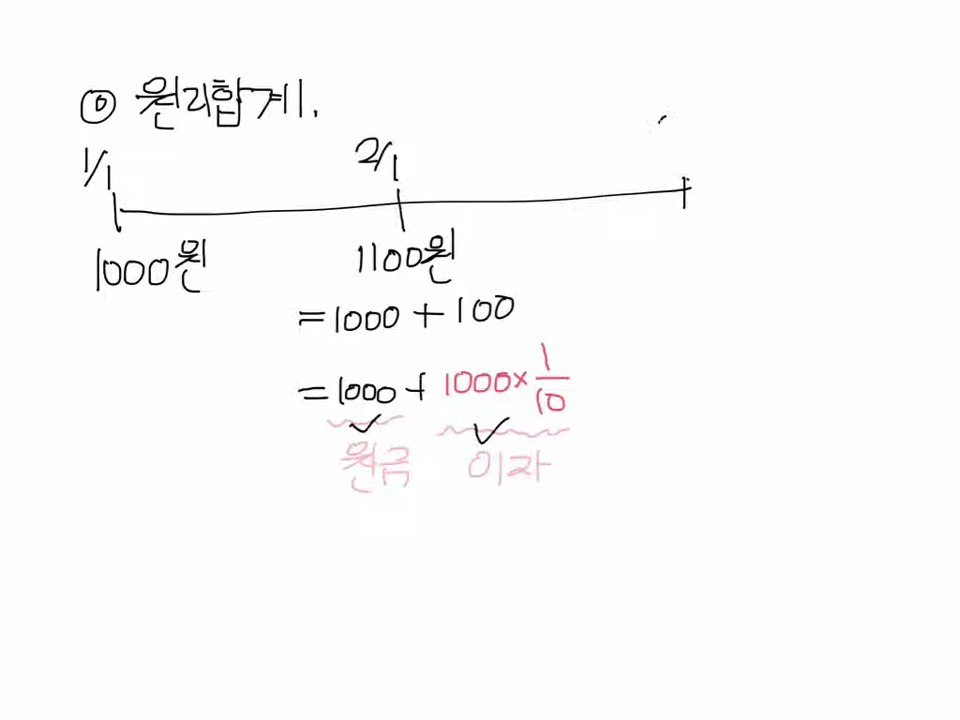 ⊙ 원리합계.
1/1 2/1
1000원 1100원
= 1000 + 100
= 1000 + 1000 × 1/10
원금 이자